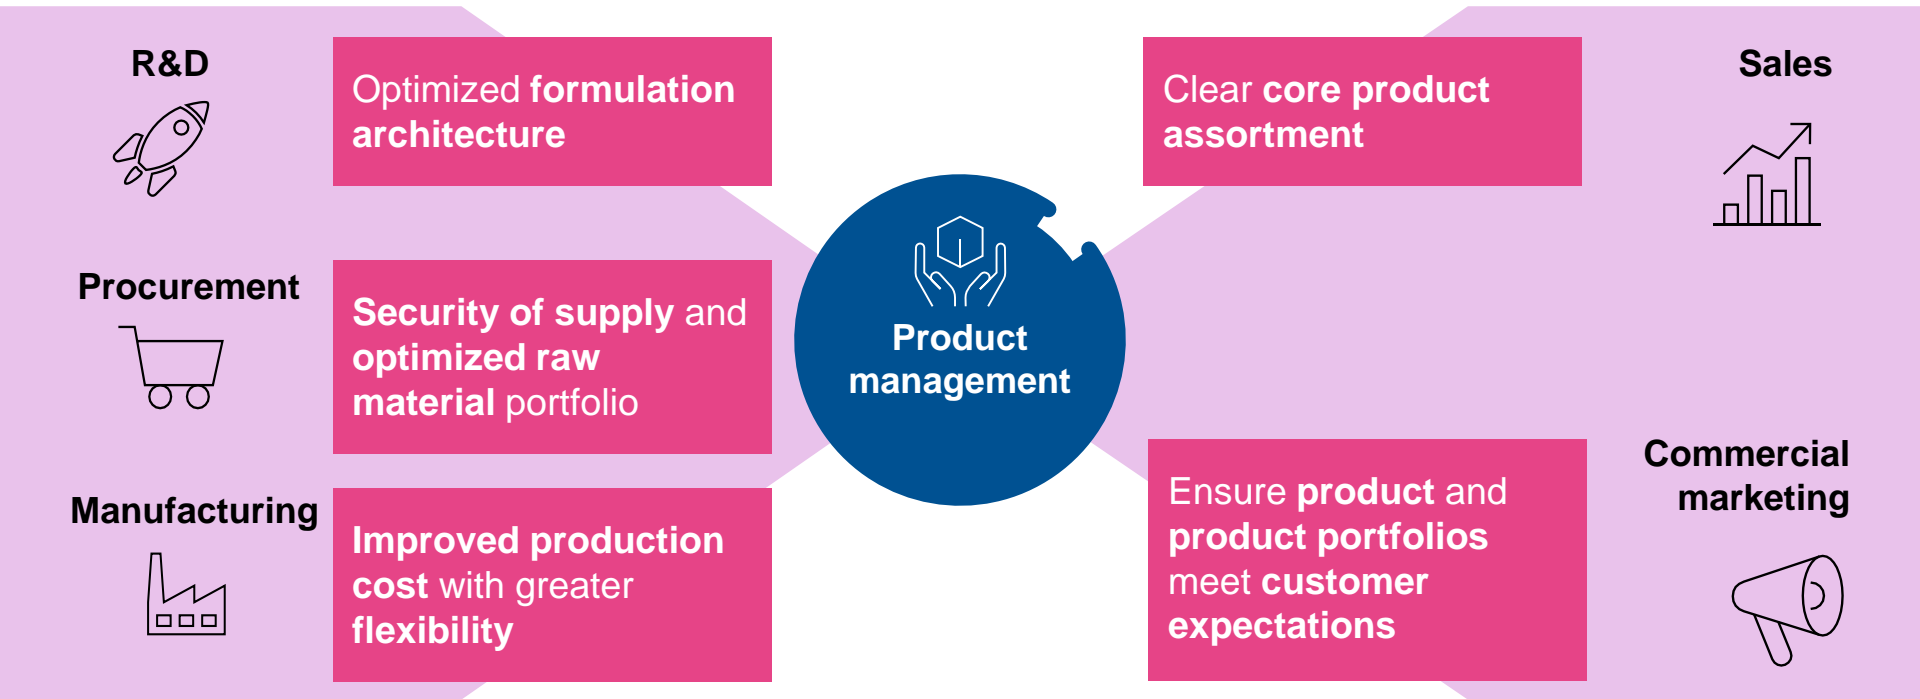 R&D
Optimized formulation
architecture
Procurement
Security of supply and
optimized raw
material portfolio
Manufacturing
Improved production
cost with greater
flexibility
Product
management
Clear core product
assortment
Sales
Ensure product and
product portfolios
meet customer
expectations
Commercial
marketing